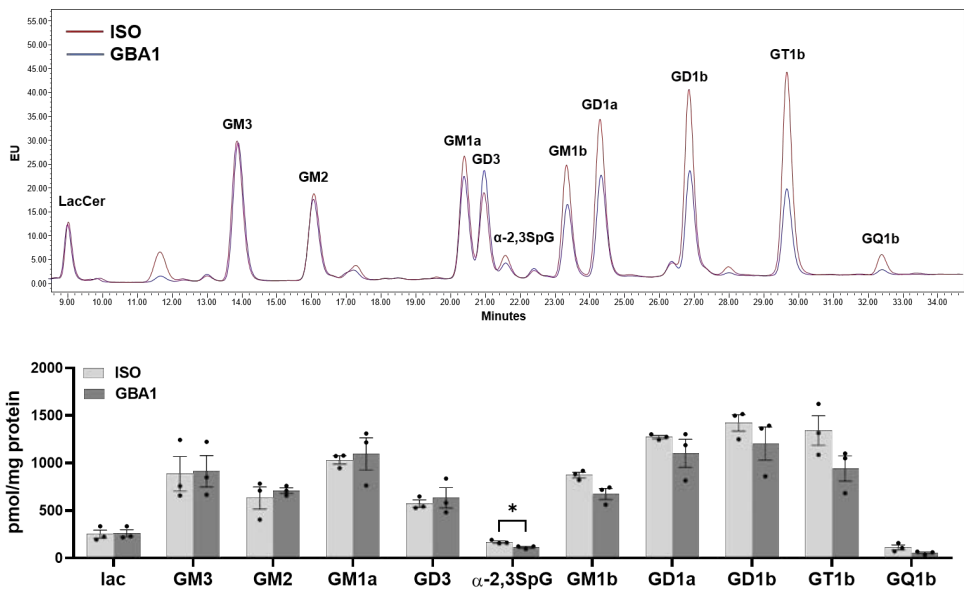 55.00
50.00
45.00
40.00
35.00
30.00
25.00
20.00
15.00
10.00
5.00
0.00
EU
ISO
GBA1
LacCer
GM3
GM2
GM1a
GD3
α-2,3SpG
GM1b
GD1a
GD1b
GT1b
GQ1b
9.00 10.00 11.00 12.00 13.00 14.00 15.00 16.00 17.00 18.00 19.00 20.00 21.00 22.00 23.00 24.00 25.00 26.00 27.00 28.00 29.00 30.00 31.00 32.00 33.00 34.00
Minutes
2000
1500
1000
500
0
pmol/mg protein
ISO
GBA1
*
lac GM3 GM2 GM1a GD3 α-2,3SpG GM1b GD1a GD1b GT1b GQ1b